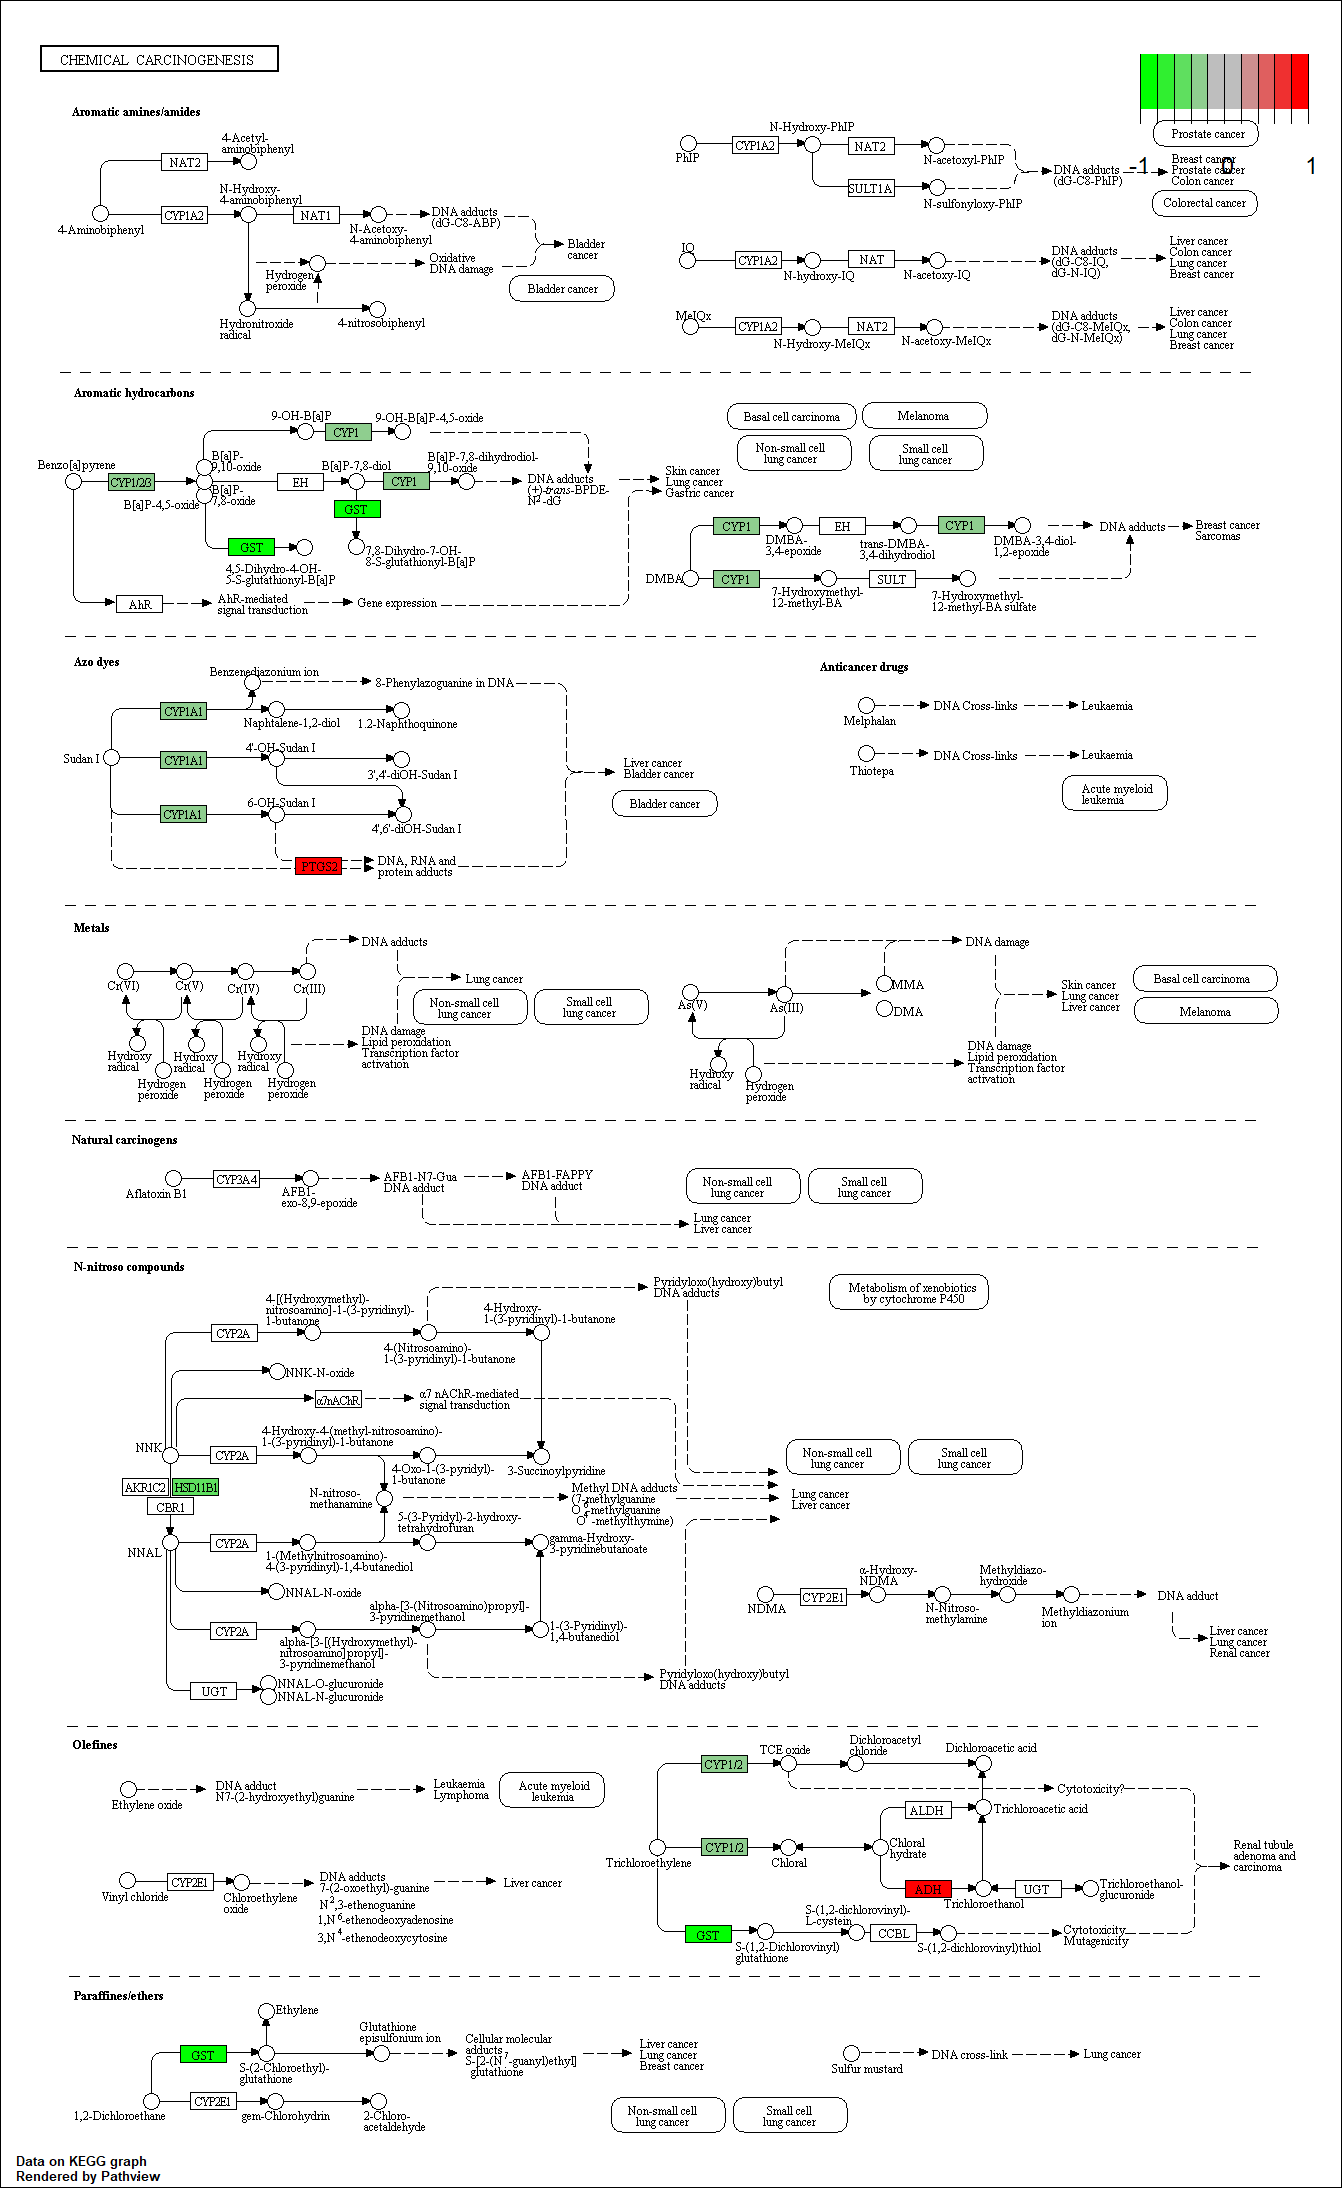 CHEMICAL CARCINOGENESIS
-1
0
1
Aromatic amines/amides
4-Acetyl-
aminobiphenyl
NAT2
N-Hydroxy-
4-aminobiphenyl
CYP1A2
NAT1
4-Aminobiphenyl
N-Acetoxy-
4-aminobiphenyl
DNA adducts
(dG-C8-ABP)
Oxidative
DNA damage
Bladder
cancer
Bladder cancer
Hydrogen
peroxide
Hydronitroxide
radical
4-nitrosobiphenyl
PhIP
CYP1A2
N-Hydroxy-PhIP
NAT2
N-acetoxyl-PhIP
SULT1A
N-sulfonyloxy-PhIP
DNA adducts
(dG-C8-PhIP)
Prostate cancer
Breast cancer
Prostate cancer
Colon cancer
Colorectal cancer
IQ
CYP1A2
N-hydroxy-IQ
NAT
N-acetoxy-IQ
DNA adducts
(dG-C8-IQ,
dG-N-IQ)
Liver cancer
Colon cancer
Lung cancer
Breast cancer
MeIQx
CYP1A2
N-Hydroxy-MeIQx
NAT2
N-acetoxy-MeIQx
DNA adducts
(dG-C8-MeIQx,
dG-N-MeIQx)
Liver cancer
Colon cancer
Lung cancer
Breast cancer
Aromatic hydrocarbons
9-OH-B[a]P
CYP1
9-OH-B[a]P-4,5-oxide
Benzo[a]pyrene
CYP1/2B
B[a]P-
9,10-oxide
B[a]P-
7,8-oxide
B[a]P-4,5-oxide
EH
B[a]P-7,8-diol
CYP1
B[a]P-7,8-dihydrodiol-
9,10-oxide
DNA adducts
(+)-trans-BPDE-
N2-dG
GST
7,8-Dihydro-7-OH-
8-S-glutathionyl-B[a]P
GST
4,5-Dihydro-4-OH-
5-S-glutathionyl-B[a]P
AhR
AhR-mediated
signal transduction
Gene expression
Skin cancer
Lung cancer
Gastric cancer
Basal cell carcinoma
Melanoma
Non-small cell
lung cancer
Small cell
lung cancer
DMBA
CYP1
DMBA-
3,4-epoxide
EH
trans-DMBA-
3,4-dihydrodiol
CYP1
DMBA-3,4-diol-
1,2-epoxide
DNA adducts
Breast cancer
Sarcomas
CYP1
7-Hydroxymethyl-
12-methyl-BA
SULT
7-Hydroxymethyl-
12-methyl-BA sulfate
Azo dyes
Benzenediazonium ion
8-Phenylazoguanine in DNA
CYP1A1
Naphtalene-1,2-diol
1.2-Naphthoquinone
Sudan I
CYP1A1
4'-OH-Sudan I
3',4'-diOH-Sudan I
CYP1A1
6-OH-Sudan I
4',6'-diOH-Sudan I
PTGS2
DNA, RNA and
protein adducts
Liver cancer
Bladder cancer
Bladder cancer
Anticancer drugs
Melphalan
DNA Cross-links
Leukaemia
Thiotepa
DNA Cross-links
Leukaemia
Acute myeloid
leukemia
Metals
Cr(VI)
Cr(V)
Cr(IV)
Cr(III)
DNA adducts
Lung cancer
Non-small cell
lung cancer
Small cell
lung cancer
DNA damage
Lipid peroxidation
Transcription factor
activation
Hydroxy
radical
Hydroxy
radical
Hydroxy
radical
Hydrogen
peroxide
Hydrogen
peroxide
Hydrogen
peroxide
As(V)
As(III)
MMA
DMA
DNA damage
Hydroxy
radical
Hydrogen
peroxide
DNA damage
Lipid peroxidation
Transcription factor
activation
Skin cancer
Lung cancer
Liver cancer
Basal cell carcinoma
Melanoma
Natural carcinogens
Aflatoxin B1
CYP3A4
AFB1-
exo-8,9-epoxide
AFB1-N7-Gua
DNA adduct
AFB1-FAPPY
DNA adduct
Non-small cell
lung cancer
Small cell
lung cancer
Lung cancer
Liver cancer
N-nitroso compounds
4-[(Hydroxymethyl)-
nitrosoamino]-1-(3-pyridinyl)-
1-butanone
CYP2A
4-(Nitrosoamino)-
1-(3-pyridinyl)-1-butanone
4-Hydroxy-
1-(3-pyridinyl)-1-butanone
Pyridyloxo(hydroxy)butyl
DNA adducts
Metabolism of xenobiotics
by cytochrome P450
NNK-N-oxide
α7nAChR
α7 nAChR-mediated
signal transduction
NNK
CYP2A
4-Hydroxy-4-(methyl-nitrosoamino)-
1-(3-pyridinyl)-1-butanone
4-Oxo-1-(3-pyridyl)-
1-butanone
3-Succinoylpyridine
AKR1C2
HSD11B1
CBR1
N-nitroso-
methanamine
Methyl DNA adducts
(7-methylguanine
O6-methylguanine
O4-methylthymine)
Lung cancer
Liver cancer
Non-small cell
lung cancer
Small cell
lung cancer
5-(3-Pyridyl)-2-hydroxy-
tetrahydrofuran
NNAL
CYP2A
1-(Methylnitrosoamino)-
4-(3-pyridinyl)-1,4-butanediol
gamma-Hydroxy-
3-pyridinebutanoate
NNAL-N-oxide
alpha-[3-(Nitrosoamino)propyl]-
3-pyridinemethanol
CYP2A
alpha-[3-[(Hydroxymethyl)-
nitrosoamino]propyl]-
3-pyridinemethanol
1-(3-Pyridinyl)-
1,4-butanediol
Pyridyloxo(hydroxy)butyl
DNA adducts
UGT
NNAL-O-glucuronide
NNAL-N-glucuronide
NDMA
CYP2E1
α-Hydroxy-
NDMA
N-Nitroso-
methylamine
Methyldiazo-
hydroxide
Methyldiazonium
ion
DNA adduct
Liver cancer
Lung cancer
Renal cancer
Olefines
Ethylene oxide
DNA adduct
N7-(2-hydroxyethyl)guanine
Leukaemia
Lymphoma
Acute myeloid
leukemia
Vinyl chloride
CYP2E1
Chloroethylene
oxide
DNA adducts
7-(2-oxoethyl)-guanine
N2,3-ethenoguanine
1,N6-ethenodeoxyadenosine
3,N4-ethenodeoxycytosine
Liver cancer
CYP1/2
TCE oxide
Dichloroacetyl
chloride
Dichloroacetic acid
Cytotoxicity?
ALDH
Trichloroacetic acid
Trichloroethylene
CYP1/2
Chloral
Chloral
hydrate
ADH
Trichloroethanol
UGT
Trichloroethanol-
glucuronide
Renal tubule
adenoma and
carcinoma
GST
S-(1,2-Dichlorovinyl)
glutathione
S-(1,2-dichlorovinyl)-
L-cystein
CCBL
S-(1,2-dichlorovinyl)thiol
Cytotoxicity
Mutagenicity
Paraffines/ethers
Ethylene
GST
S-(2-Chloroethyl)-
glutathione
Glutathione
episulfonium ion
Cellular molecular
adducts
S-[2-(N7-guanyl)ethyl]
glutathione
Liver cancer
Lung cancer
Breast cancer
1,2-Dichloroethane
CYP2E1
gem-Chlorohydrin
2-Chloro-
acetaldehyde
Non-small cell
lung cancer
Small cell
lung cancer
Sulfur mustard
DNA cross-link
Lung cancer
Data on KEGG graph
Rendered by Pathview